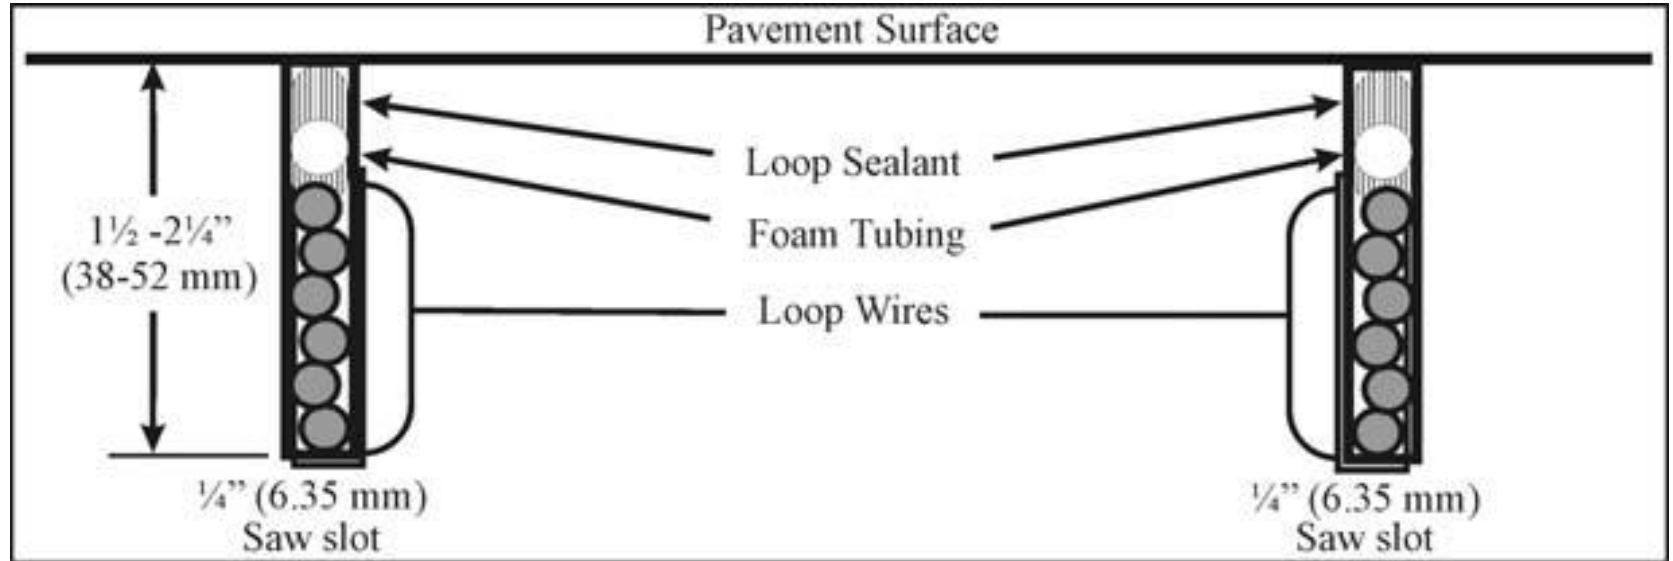 Pavement Surface
Loop Sealant
Foam Tubing
1½ -2¼”
(38-52 mm)
Loop Wires
¼” (6.35 mm)
Saw slot
¼” (6.35 mm)
Saw slot